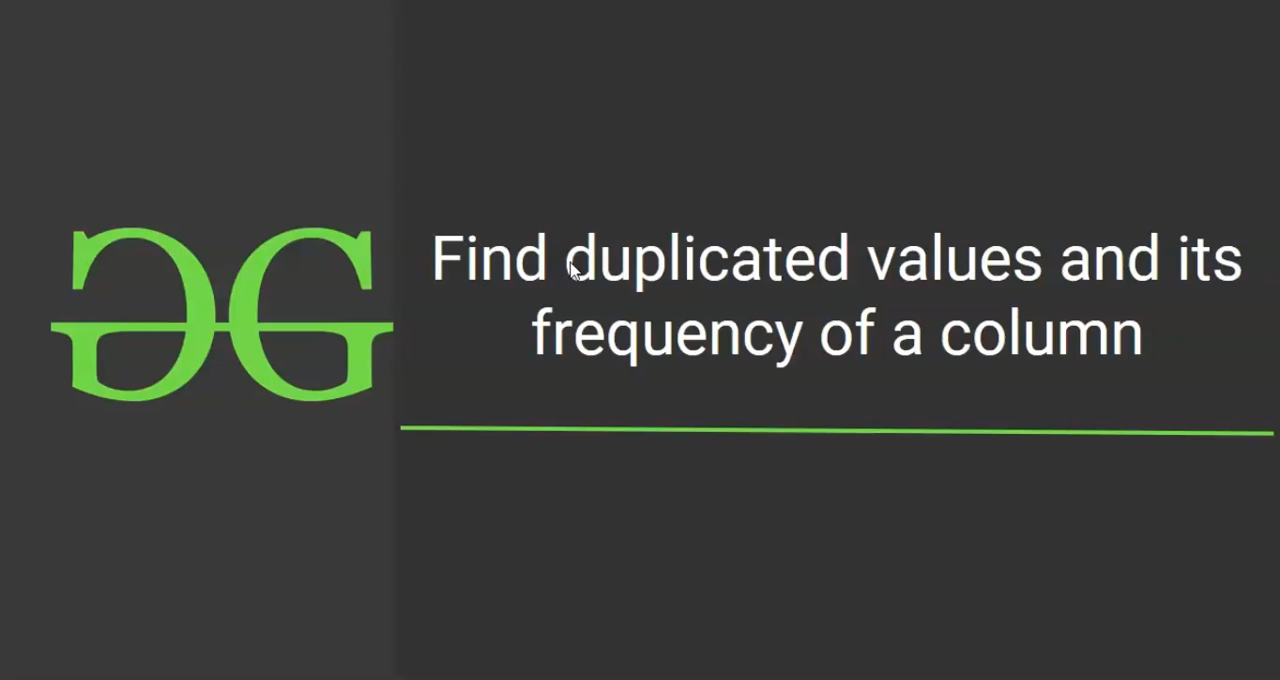 Find duplicated values and its
frequency of a column